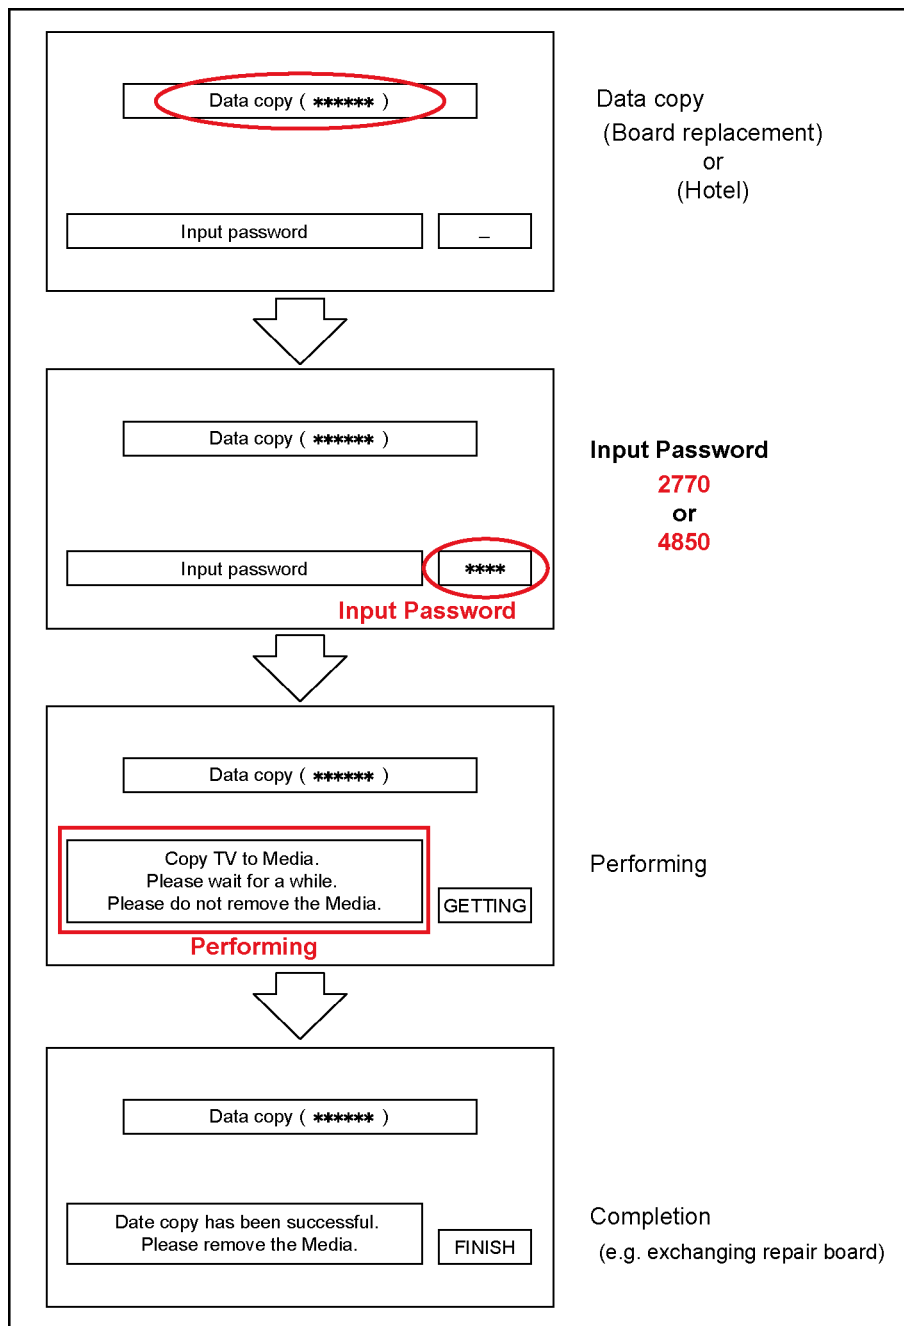 Data copy ( ****** )
Data copy
(Board replacement)
or
(Hotel)
Input password
_
Data copy ( ****** )
Input Password
2770
or
4850
Input password
****
Input Password
Data copy ( ****** )
Copy TV to Media.
Please wait for a while.
Please do not remove the Media.
GETTING
Performing
Performing
Data copy ( ****** )
Date copy has been successful.
Please remove the Media.
FINISH
Completion
(e.g. exchanging repair board)